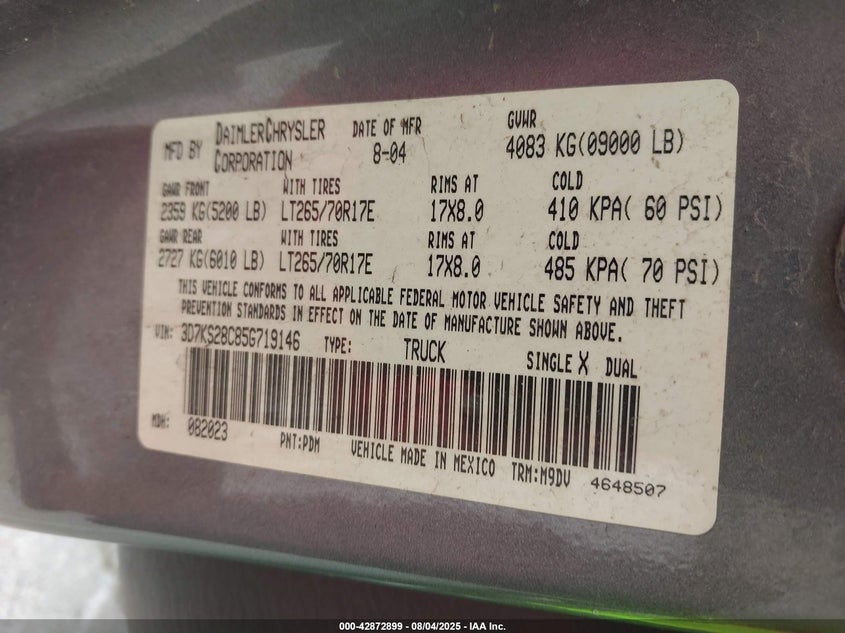 MFD BY DAIMLERCHRYSLER CORPORATION DATE OF MFR 8-04 GVWR 4083 KG(09000 LB)
GAWR FRONT WITH TIRES RIMS AT COLD
2359 KG(5200 LB) LT265/70R17E 17X8.0 410 KPA( 60 PSI)
GAWR REAR WITH TIRES RIMS AT COLD
2727 KG(6010 LB) LT265/70R17E 17X8.0 485 KPA( 70 PSI)
THIS VEHICLE CONFORMS TO ALL APPLICABLE FEDERAL MOTOR VEHICLE SAFETY AND THEFT
PREVENTION STANDARDS IN EFFECT ON THE DATE OF MANUFACTURE SHOWN ABOVE.
VIN: 3D7KS28C85G719146 TYPE: TRUCK SINGLE X DUAL
MDH: 082023 PNT:PDM VEHICLE MADE IN MEXICO TRM:M9DV 4648507
000-42872899 - 08/04/2025 - IAA Inc.